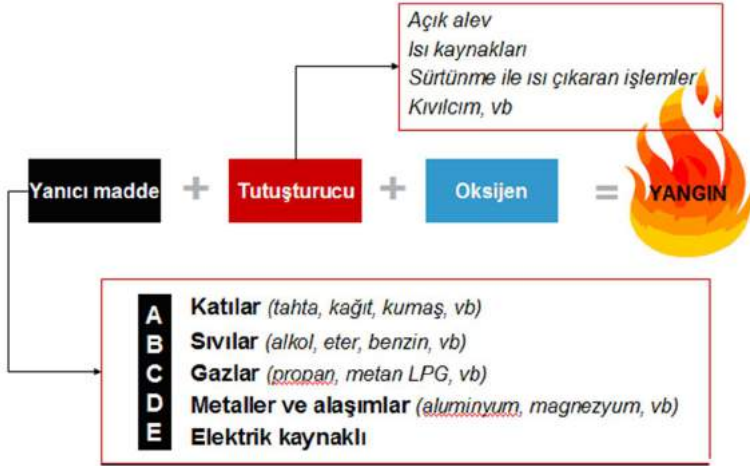 Açık alev
Isı kaynakları
Sürtünme ile ısı çıkaran işlemler
Kıvılcım, vb
Yanıcı madde + Tutuşturucu + Oksijen = YANGIN
A Katılar (tahta, kağıt, kumaş, vb)
B Sıvılar (alkol, eter, benzin, vb)
C Gazlar (propan, metan LPG, vb)
D Metaller ve alaşımlar (aluminyum, magnezyum, vb)
E Elektrik kaynaklı